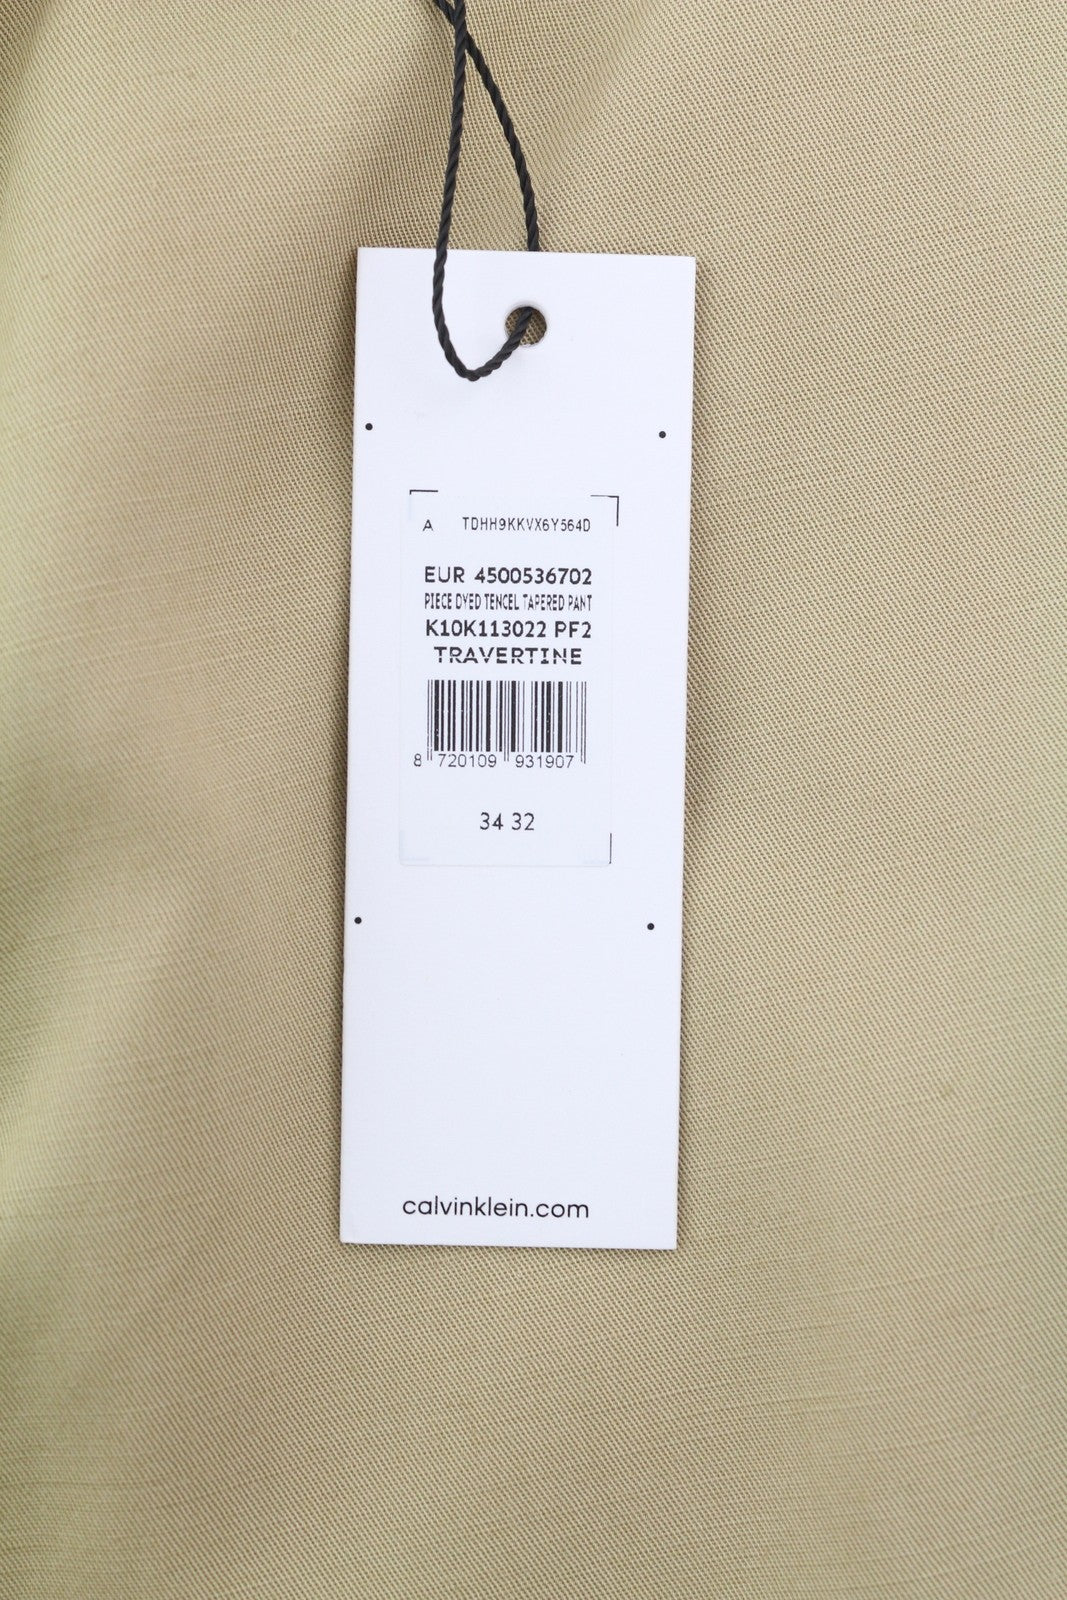 A TDHH9KKVX6Y564D
EUR 4500536702
PIECE DYED TENCEL TAPERED PANT
K10K113022 PF2
TRAVERTINE
8 720109 931907
34 32
calvinklein.com